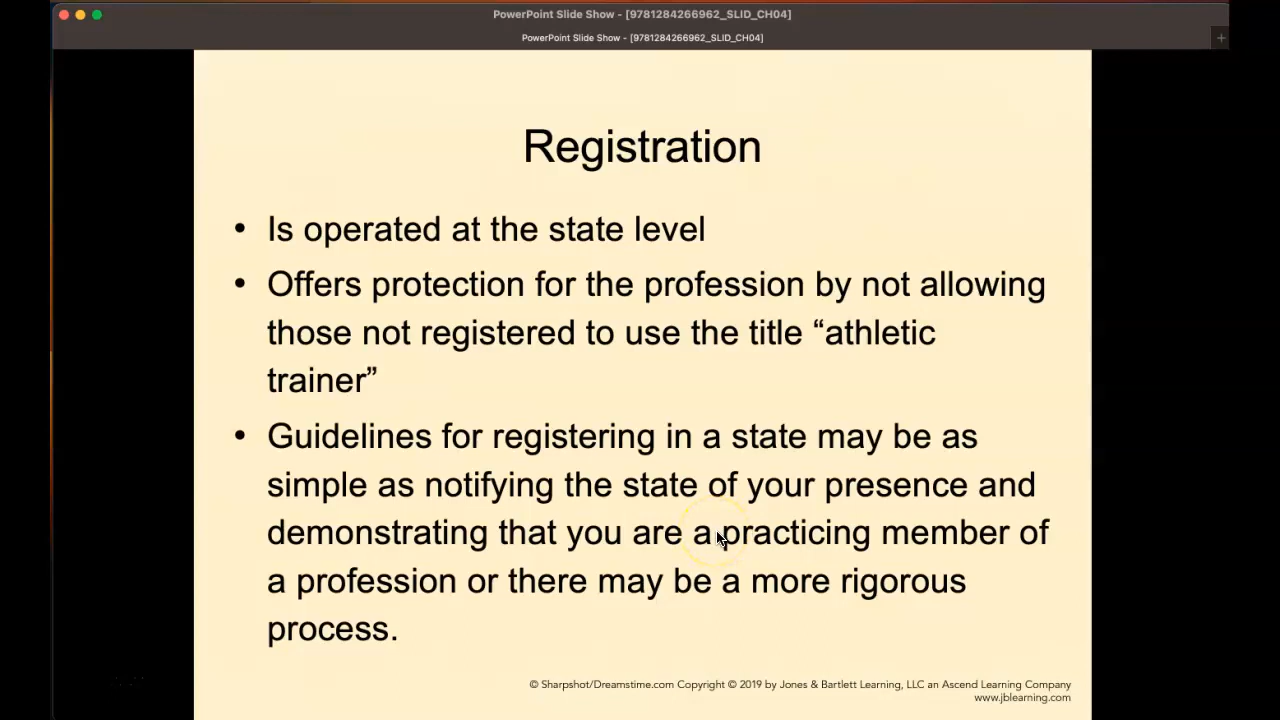 PowerPoint Slide Show - [9781284266962_SLID_CH04]
PowerPoint Slide Show - [9781284266962_SLID_CH04]
Registration
• Is operated at the state level
• Offers protection for the profession by not allowing
those not registered to use the title “athletic
trainer”
• Guidelines for registering in a state may be as
simple as notifying the state of your presence and
demonstrating that you are a practicing member of
a profession or there may be a more rigorous
process.
© Sharpshot/Dreamstime.com Copyright © 2019 by Jones & Bartlett Learning, LLC an Ascend Learning Company
www.jblearning.com